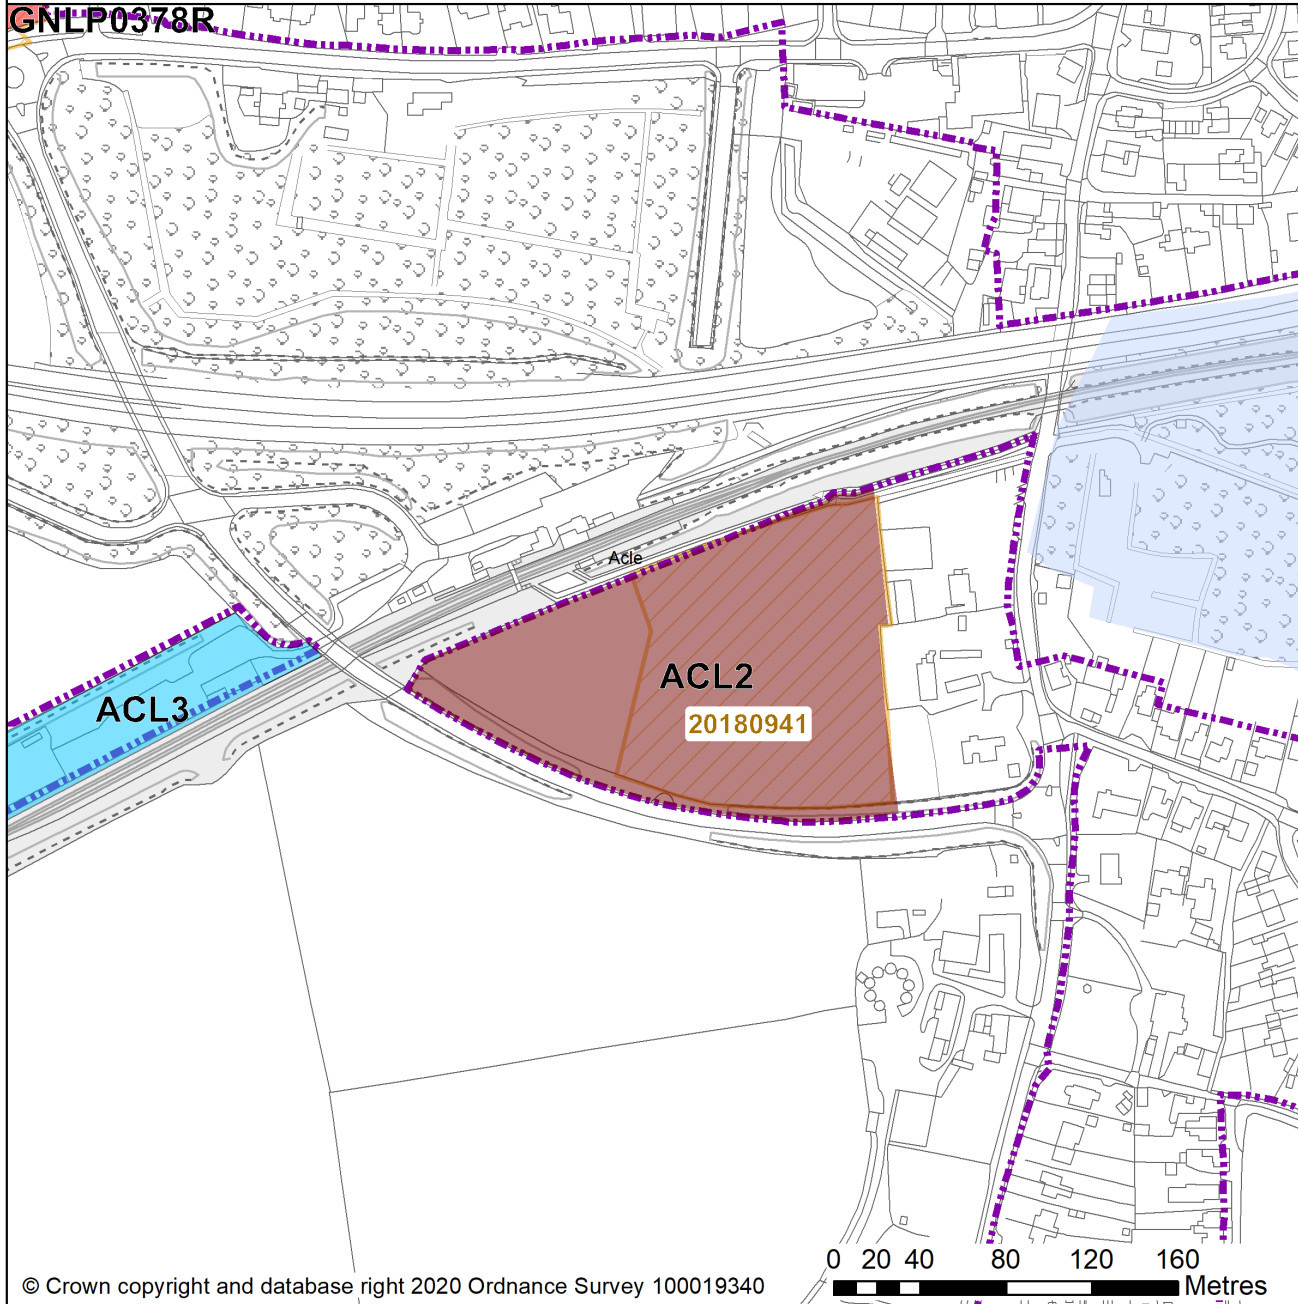 GNLP0378R
Acle
ACL2
ACL3
20180941
0 20 40 80 120 160
Metres
© Crown copyright and database right 2020 Ordnance Survey 100019340